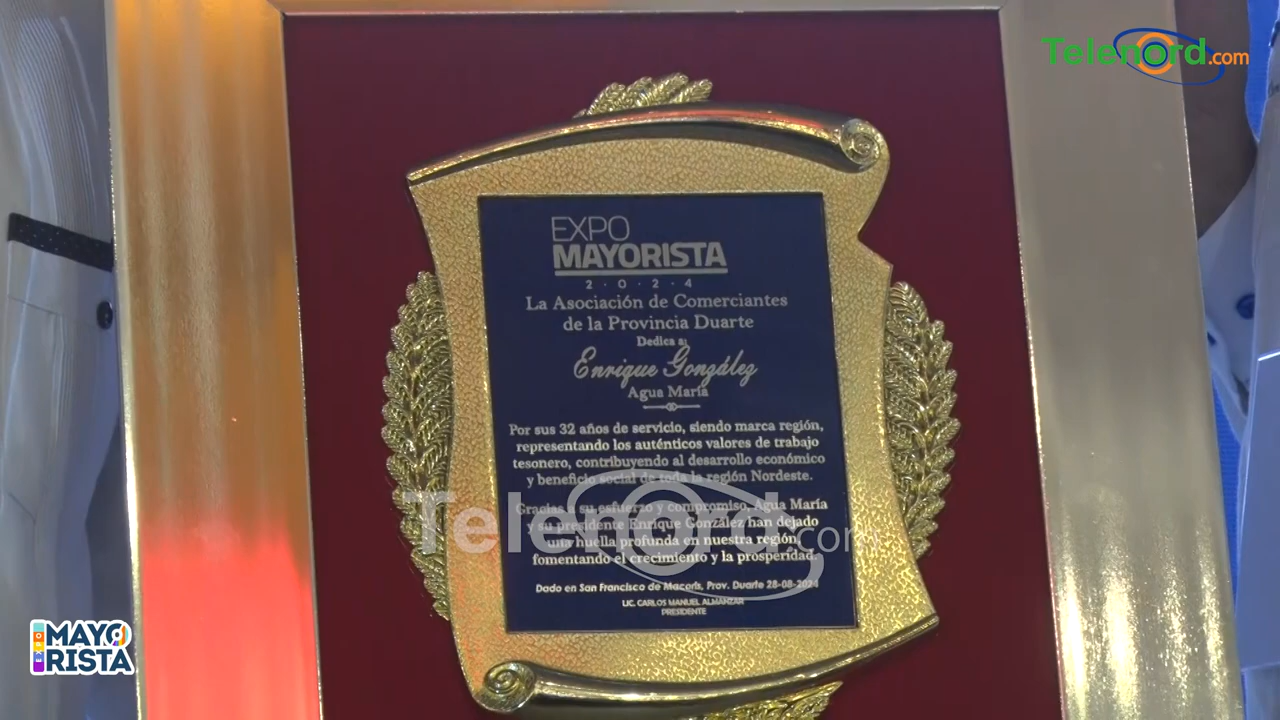 Telenord.com
EXPO
MAYORISTA
2·0·2·4
La Asociación de Comerciantes
de la Provincia Duarte
Dedica a:
Enrique González
Agua María
Por sus 32 años de servicio, siendo marca región,
representando los auténticos valores de trabajo
tesonero, contribuyendo al desarrollo económico
y beneficio social de toda la región Nordeste.
Gracias a su esfuerzo y compromiso, Agua María
y su presidente Enrique González han dejado
una huella profunda en nuestra región,
fomentando el crecimiento y la prosperidad.
Telenord.com
Dado en San Francisco de Macorís, Prov. Duarte 28-08-2024
LIC. CARLOS MANUEL ALMANZAR
PRESIDENTE
MAYO
RISTA